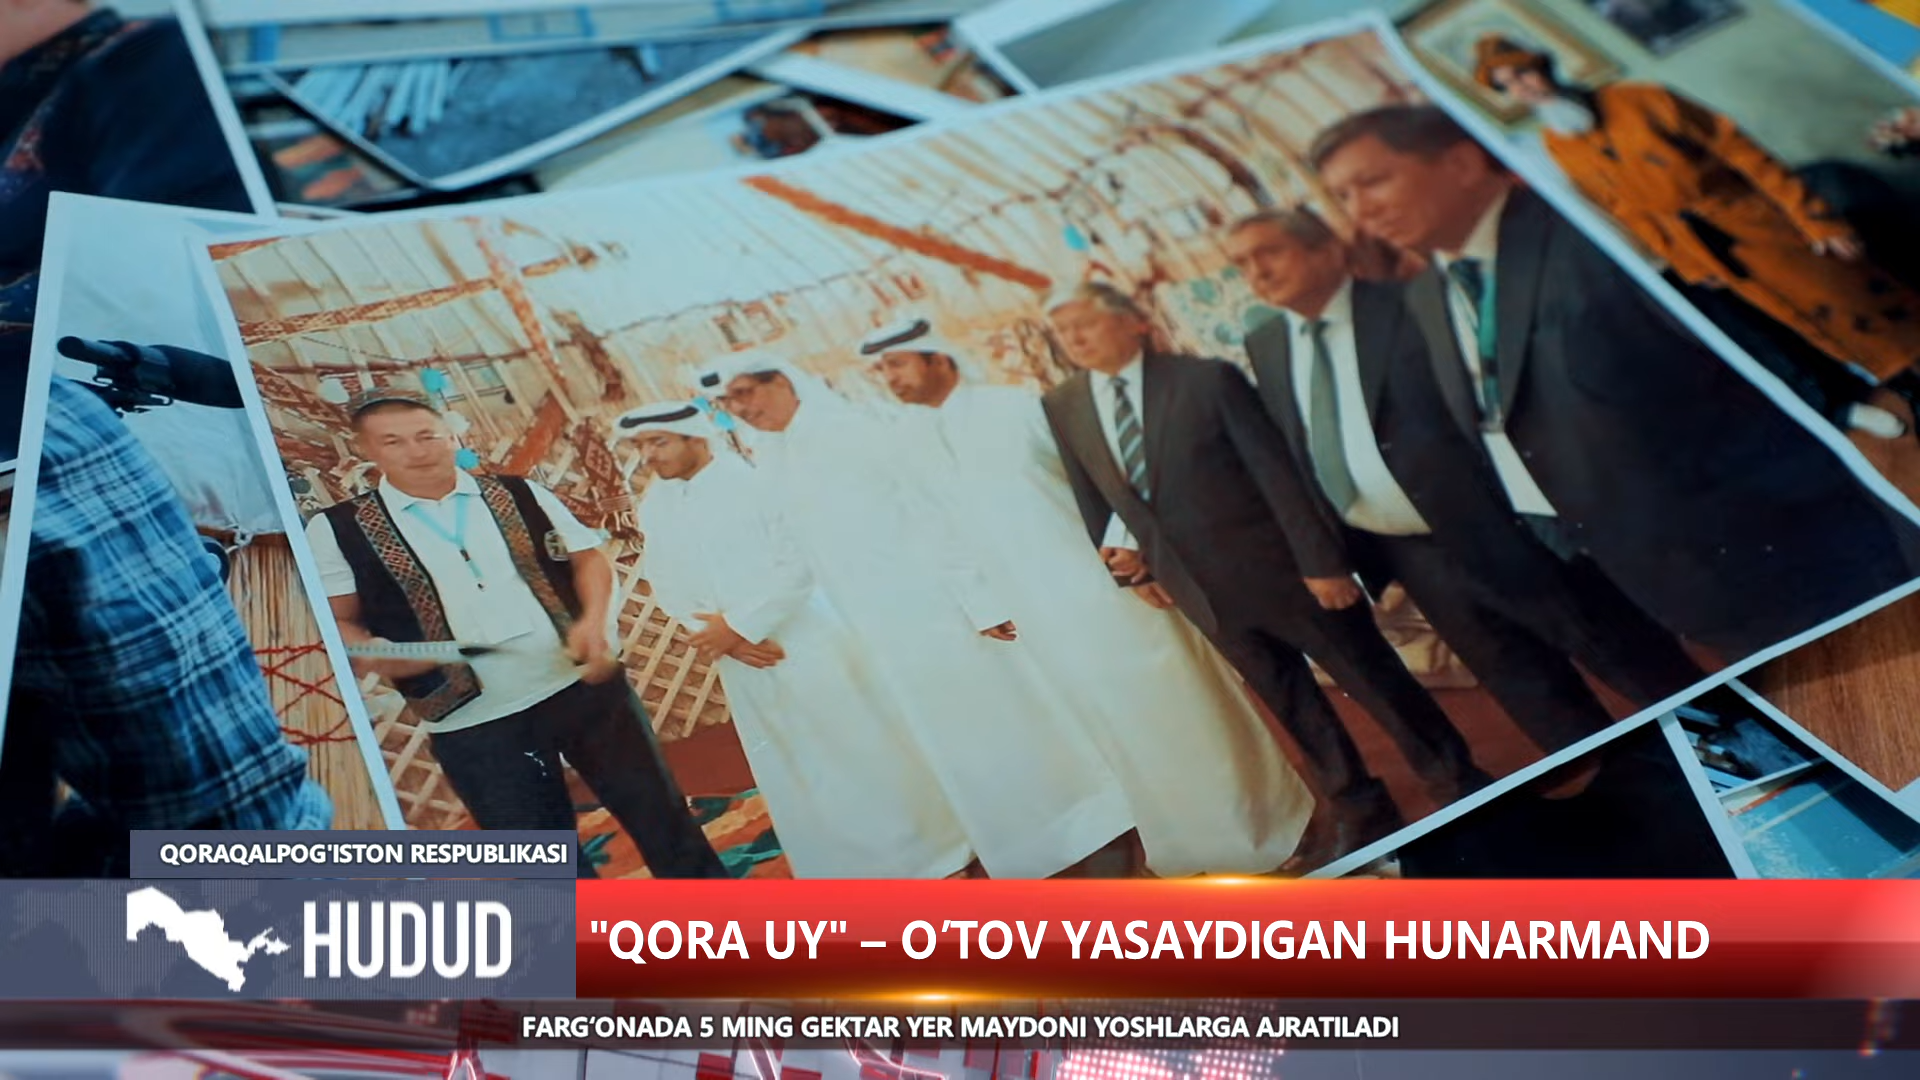 QORAQALPOG'ISTON RESPUBLIKASI
HUDUD
"QORA UY" – O‘TOV YASAYDIGAN HUNARMAND
FARG‘ONADA 5 MING GEKTAR YER MAYDONI YOSHLARGA AJRATILADI